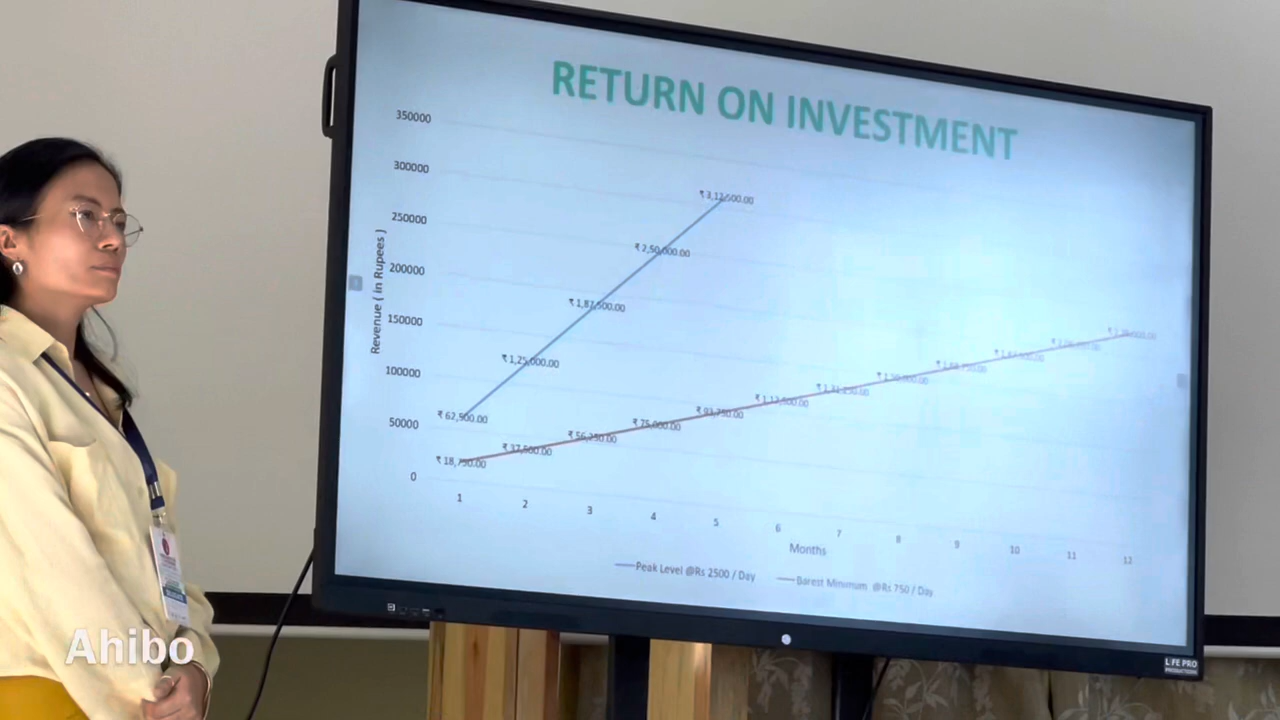 RETURN ON INVESTMENT
350000
300000
250000
200000
150000
100000
50000
0
Revenue ( in Rupees )
₹ 3,12,500.00
₹ 2,50,000.00
₹ 1,87,500.00
₹ 1,25,000.00
₹ 62,500.00
₹ 18,750.00
₹ 37,500.00
₹ 56,250.00
₹ 75,000.00
₹ 93,750.00
₹ 1,12,500.00
₹ 1,31,250.00
₹ 1,50,000.00
₹ 1,68,750.00
₹ 1,87,500.00
1 2 3 4 5 6 7 8 9 10 11 12
Months
Peak Level @Rs 2500 / Day
Barest Minimum @Rs 750 / Day
LIFE PRO
PRODUCTIONS
Ahibo